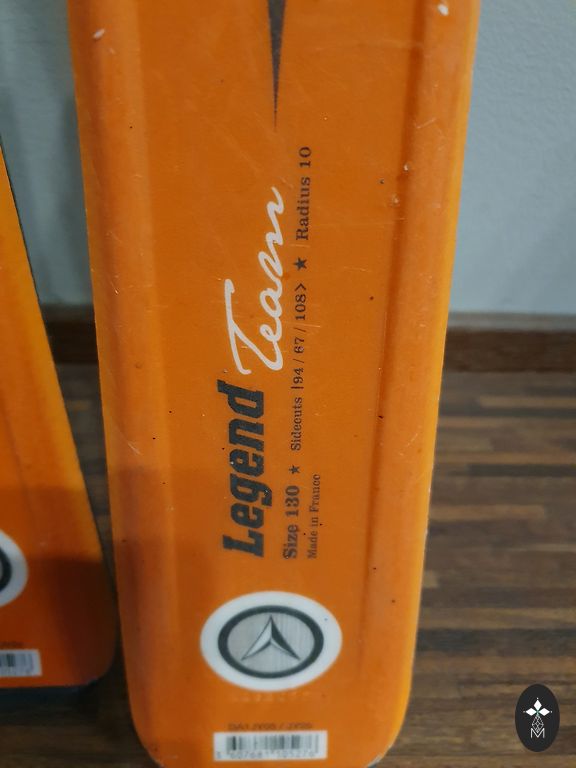 Legend Team
Size 130 ★ Sidecuts |94 / 67 / 108> ★ Radius 10
Made in France
M